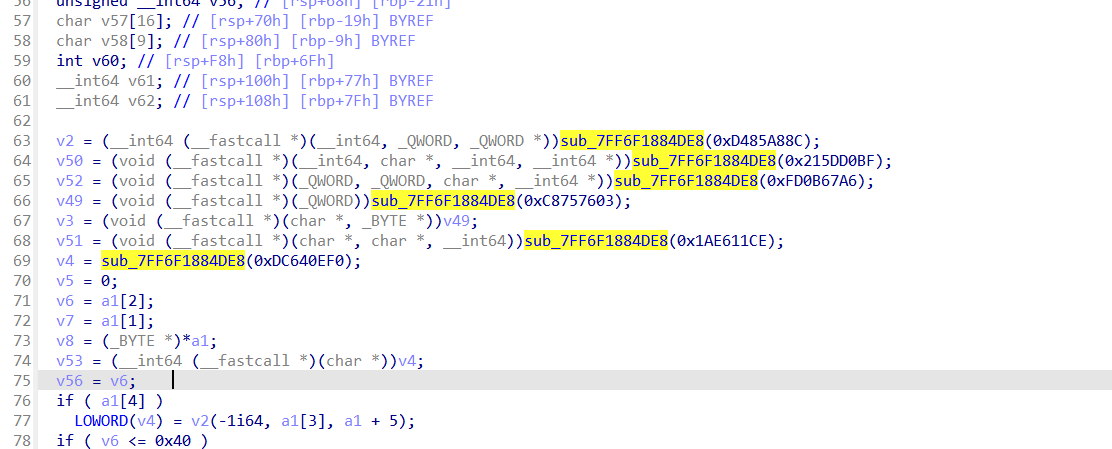 56 unsigned __int64 v56; // [rsp+68h] [rbp-21h]
57 char v57[16]; // [rsp+70h] [rbp-19h] BYREF
58 char v58[9]; // [rsp+80h] [rbp-9h] BYREF
59 int v60; // [rsp+F8h] [rbp+6Fh]
60 __int64 v61; // [rsp+100h] [rbp+77h] BYREF
61 __int64 v62; // [rsp+108h] [rbp+7Fh] BYREF
62
63 v2 = (__int64 (__fastcall *)(__int64, _QWORD, _QWORD *))sub_7FF6F1884DE8(0xD485A88C);
64 v50 = (void (__fastcall *)(__int64, char *, __int64, __int64 *))sub_7FF6F1884DE8(0x215DD0BF);
65 v52 = (void (__fastcall *)(_QWORD, _QWORD, char *, __int64 *))sub_7FF6F1884DE8(0xFD0B67A6);
66 v49 = (void (__fastcall *)(_QWORD))sub_7FF6F1884DE8(0xC8757603);
67 v3 = (void (__fastcall *)(char *, _BYTE *))v49;
68 v51 = (void (__fastcall *)(char *, char *, __int64))sub_7FF6F1884DE8(0x1AE611CE);
69 v4 = sub_7FF6F1884DE8(0xDC640EF0);
70 v5 = 0;
71 v6 = a1[2];
72 v7 = a1[1];
73 v8 = (_BYTE *)*a1;
74 v53 = (__int64 (__fastcall *)(char *))v4;
75 v56 = v6;
76 if ( a1[4] )
77 LOWORD(v4) = v2(-1i64, a1[3], a1 + 5);
78 if ( v6 <= 0x40 )